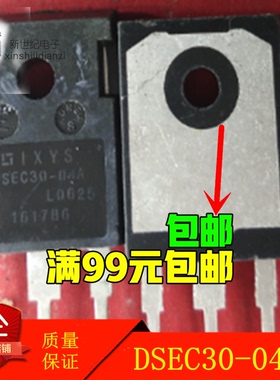 新世纪电子
xinshijidianzi
IXYS
DSEC30-04A
L0625
161786
包邮
满99元包邮
质量
保证
DSEC30-04